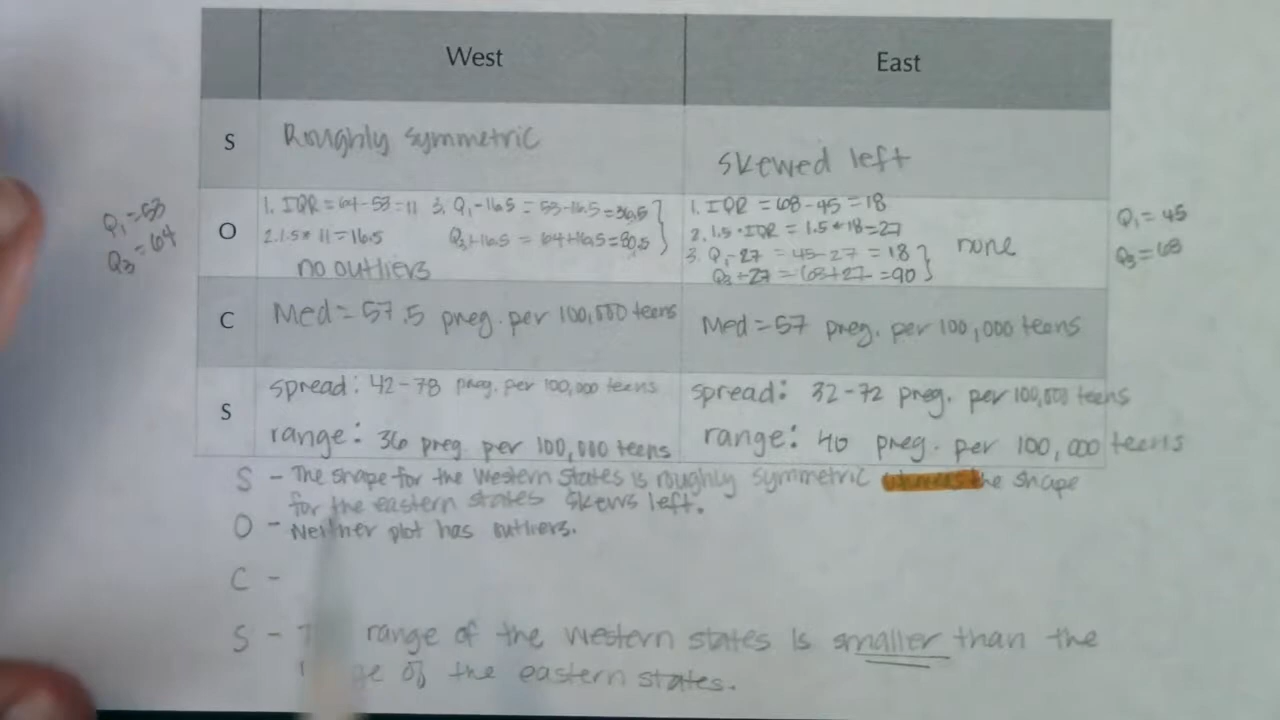 West East
S Roughly symmetric skewed left
Q1=53
Q3=64
O 1. IQR=64-53=11 3. Q1-16.5=53-16.5=36.5
2. 1.5*11=16.5 Q3+16.5=64+16.5=80.5
no outliers
1. IQR=68-45=18
2. 1.5·IQR=1.5*18=27
3. Q1-27=45-27=18
Q3+27=63+27=90
none
Q1=45
C Med=57.5 preg. per 100,000 teens Med=57 preg. per 100,000 teens
S spread: 42-78 preg. per 100,000 teens spread: 32-72 preg. per 100,000 teens
range: 36 preg. per 100,000 teens range: 40 preg. per 100,000 teens
S - The shape for the western states is roughly symmetric whereas the shape
for the eastern states skews left.
O - Neither plot has outliers.
C -
S - range of the western states is smaller than the
of the eastern states.